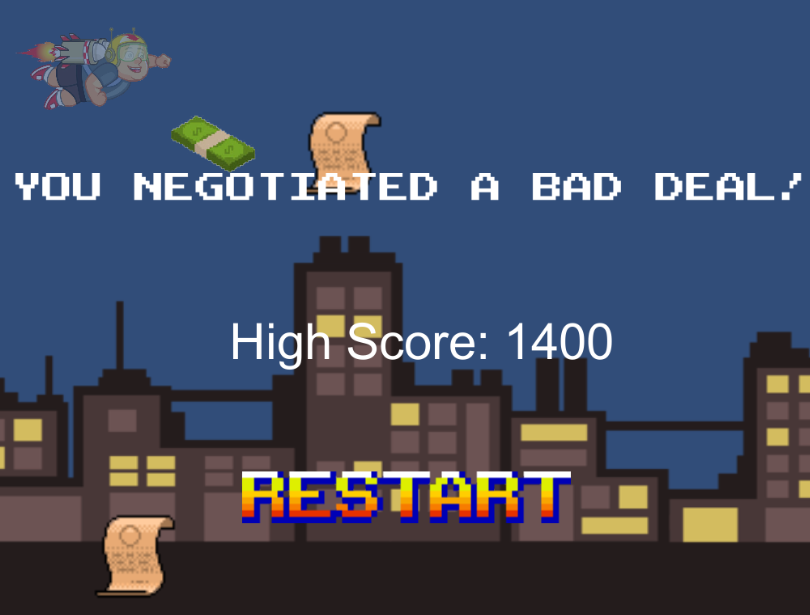 YOU NEGOTIATED A BAD DEAL!
High Score: 1400
RESTART